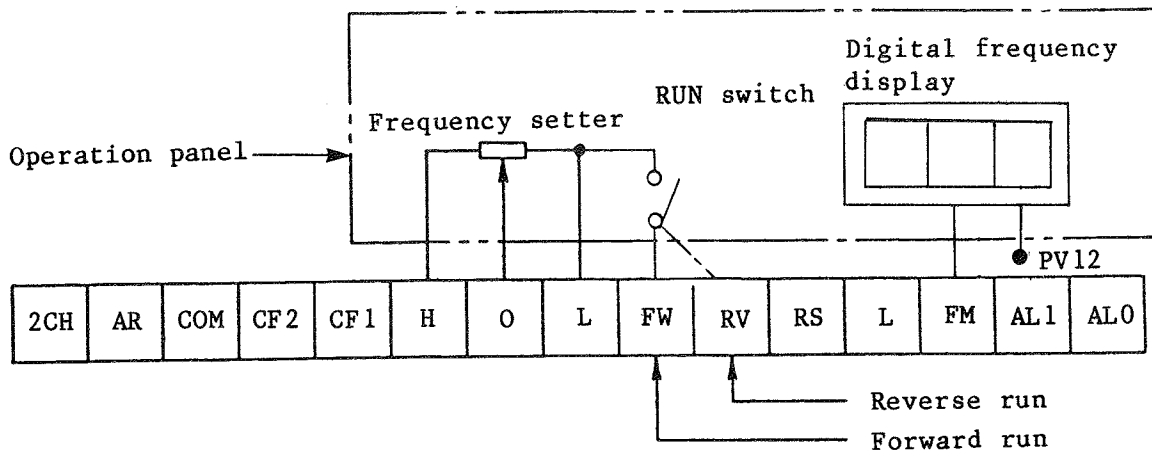 Digital frequency
display
RUN switch
Frequency setter
Operation panel
PV12
2CH AR COM CF2 CF1 H O L FW RV RS L FM AL1 AL0
Reverse run
Forward run